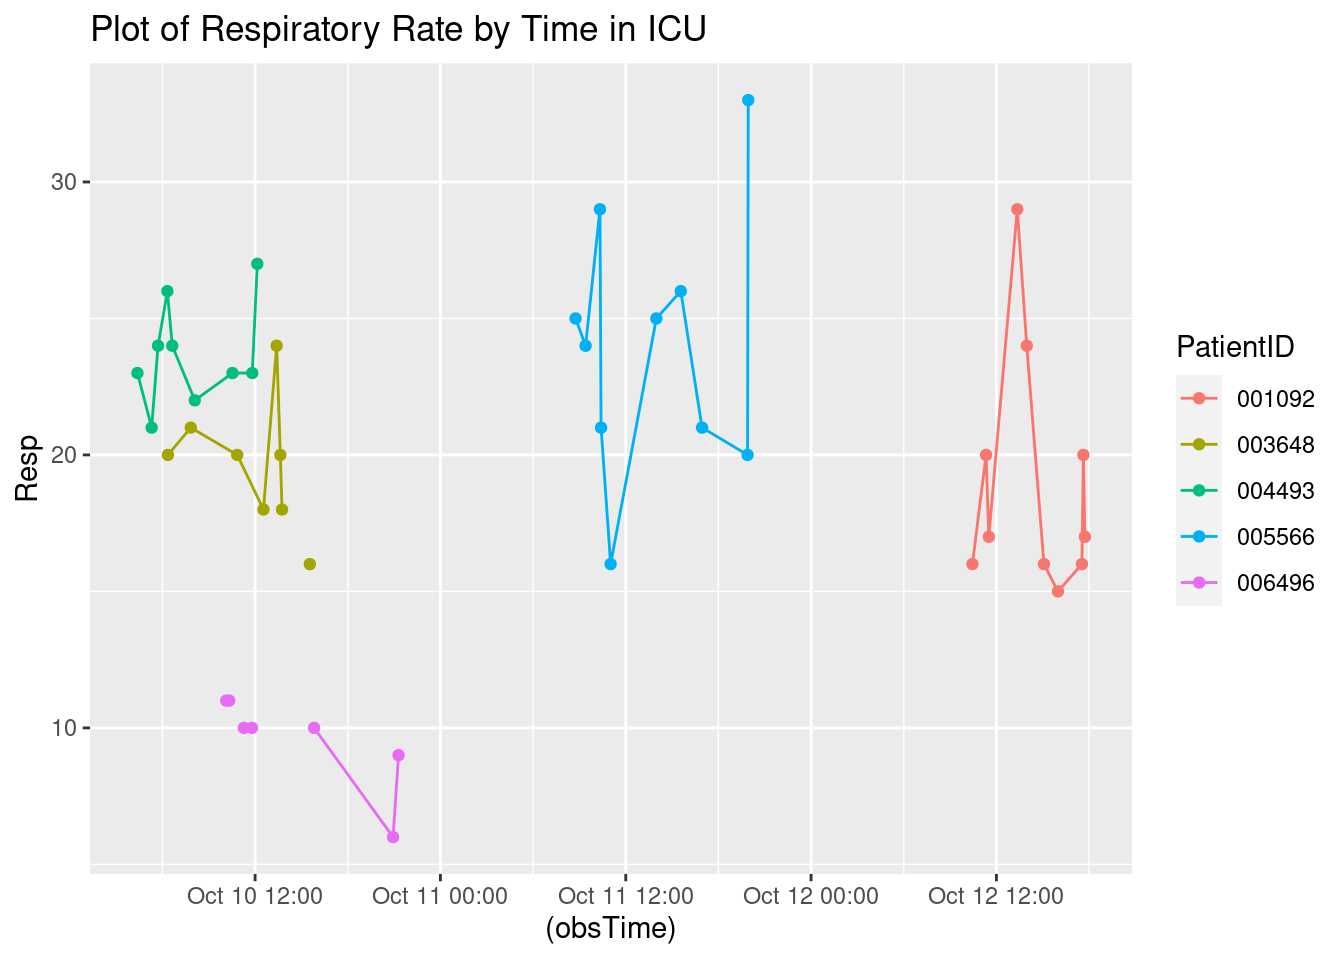 Plot of Respiratory Rate by Time in ICU
Resp
30
20
10
Oct 10 12:00
Oct 11 00:00
Oct 11 12:00
Oct 12 00:00
Oct 12 12:00
(obsTime)
PatientID
001092
003648
004493
005566
006496